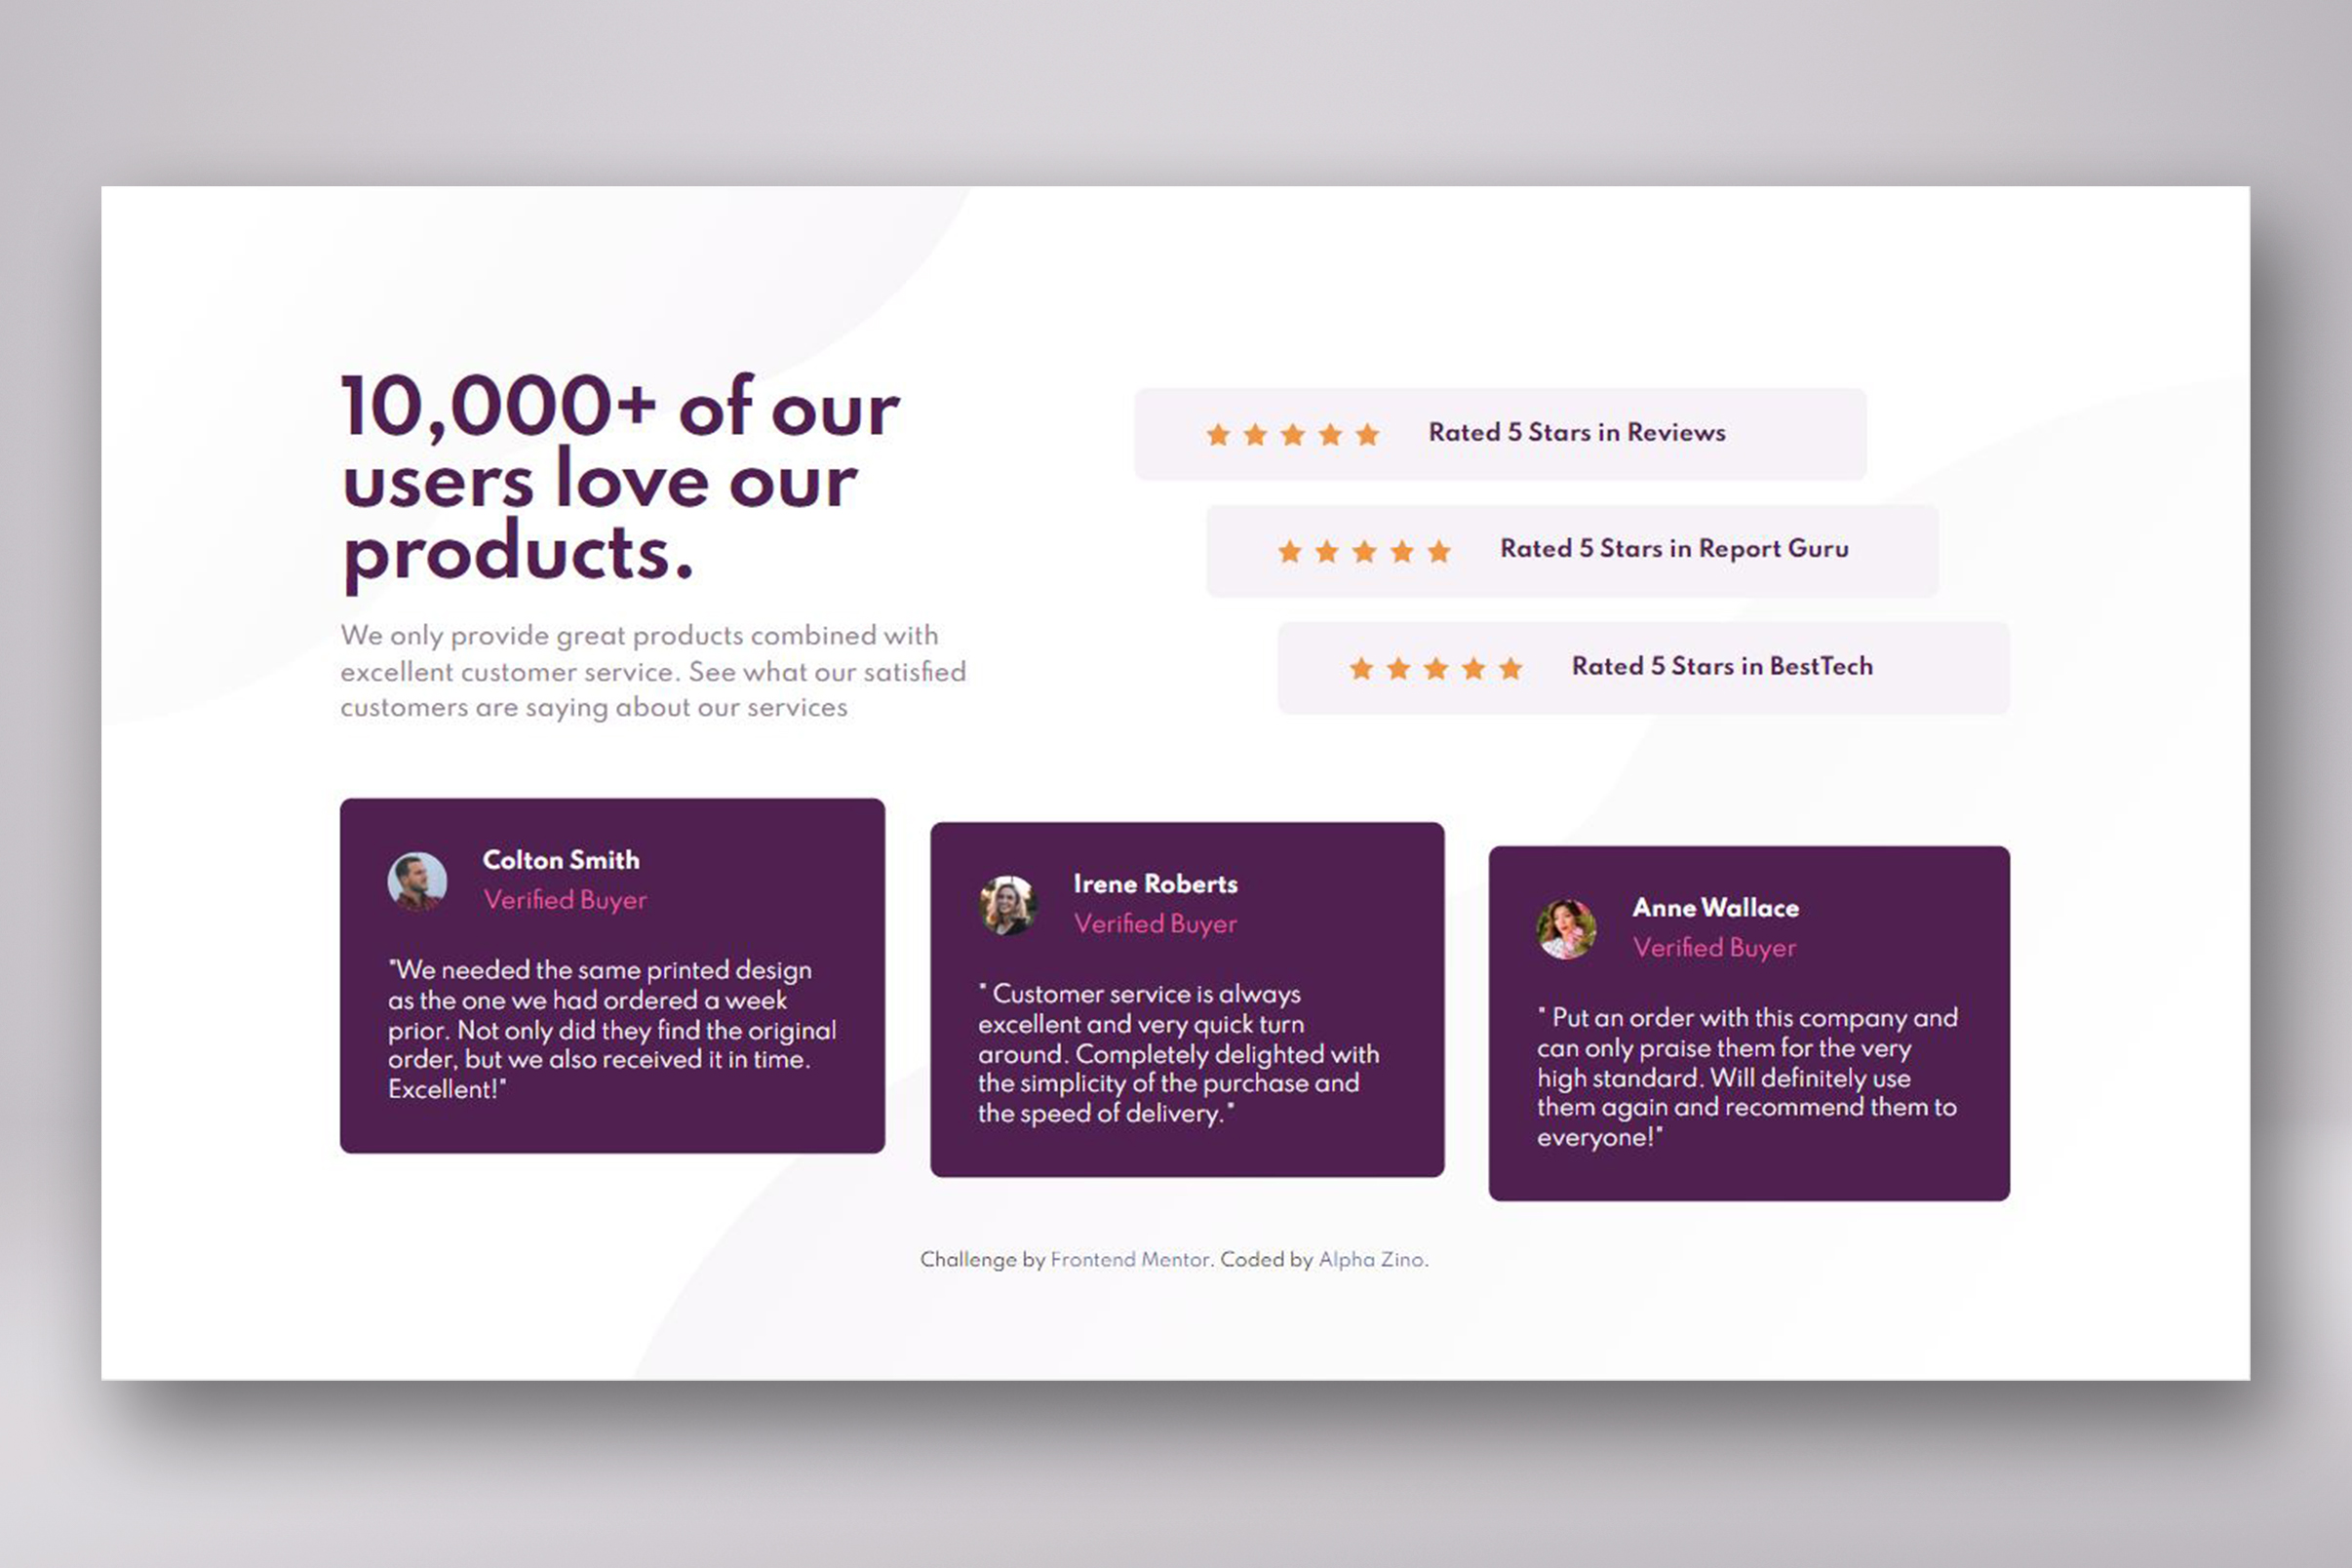 10,000+ of our
users love our
products.
We only provide great products combined with
excellent customer service. See what our satisfied
customers are saying about our services
Rated 5 Stars in Reviews
Rated 5 Stars in Report Guru
Rated 5 Stars in BestTech
Colton Smith
Verified Buyer
"We needed the same printed design
as the one we had ordered a week
prior. Not only did they find the original
order, but we also received it in time.
Excellent!"
Irene Roberts
Verified Buyer
" Customer service is always
excellent and very quick turn
around. Completely delighted with
the simplicity of the purchase and
the speed of delivery."
Anne Wallace
Verified Buyer
" Put an order with this company and
can only praise them for the very
high standard. Will definitely use
them again and recommend them to
everyone!"
Challenge by Frontend Mentor. Coded by Alpha Zino.